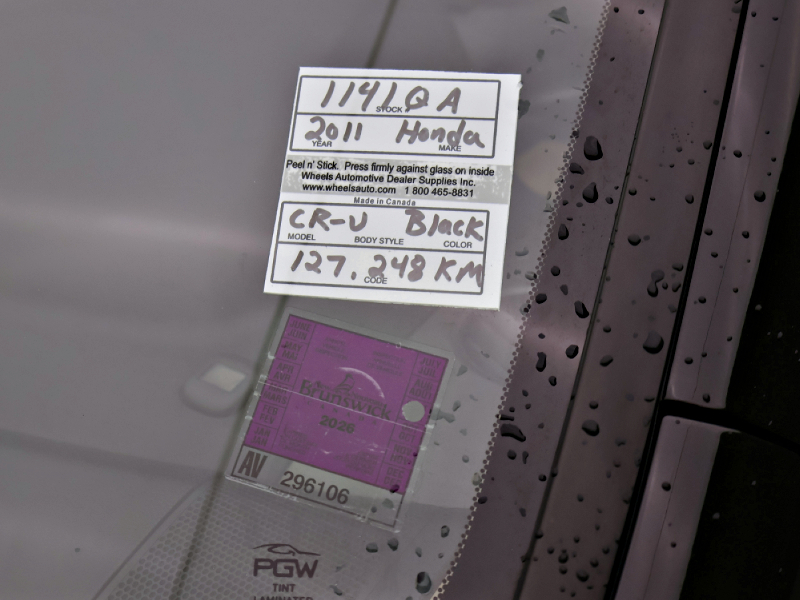 1141QA
STOCK
2011 Honda
YEAR MAKE
Peel n' Stick. Press firmly against glass on inside
Wheels Automotive Dealer Supplies Inc.
www.wheelsauto.com 1 800 465-8831
Made in Canada
CR-V Black
MODEL BODY STYLE COLOR
127,248 KM
CODE
Brunswick
2026
AV
296106
PGW
TINT
LAMINATED